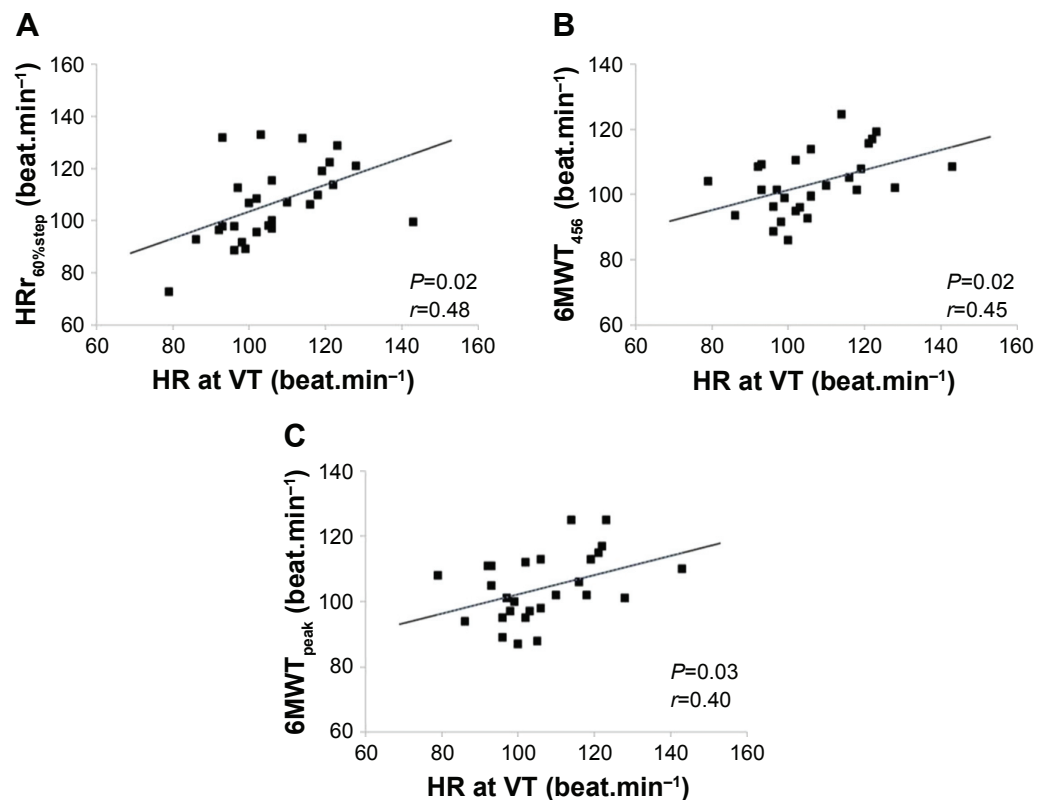 A
HRr60%step (beat.min−1)
160
140
120
100
80
60
P=0.02
r=0.48
60 80 100 120 140 160
HR at VT (beat.min−1)
B
6MWT456 (beat.min−1)
140
120
100
80
60
P=0.02
r=0.45
60 80 100 120 140 160
HR at VT (beat.min−1)
C
6MWTpeak (beat.min−1)
140
120
100
80
60
P=0.03
r=0.40
60 80 100 120 140 160
HR at VT (beat.min−1)